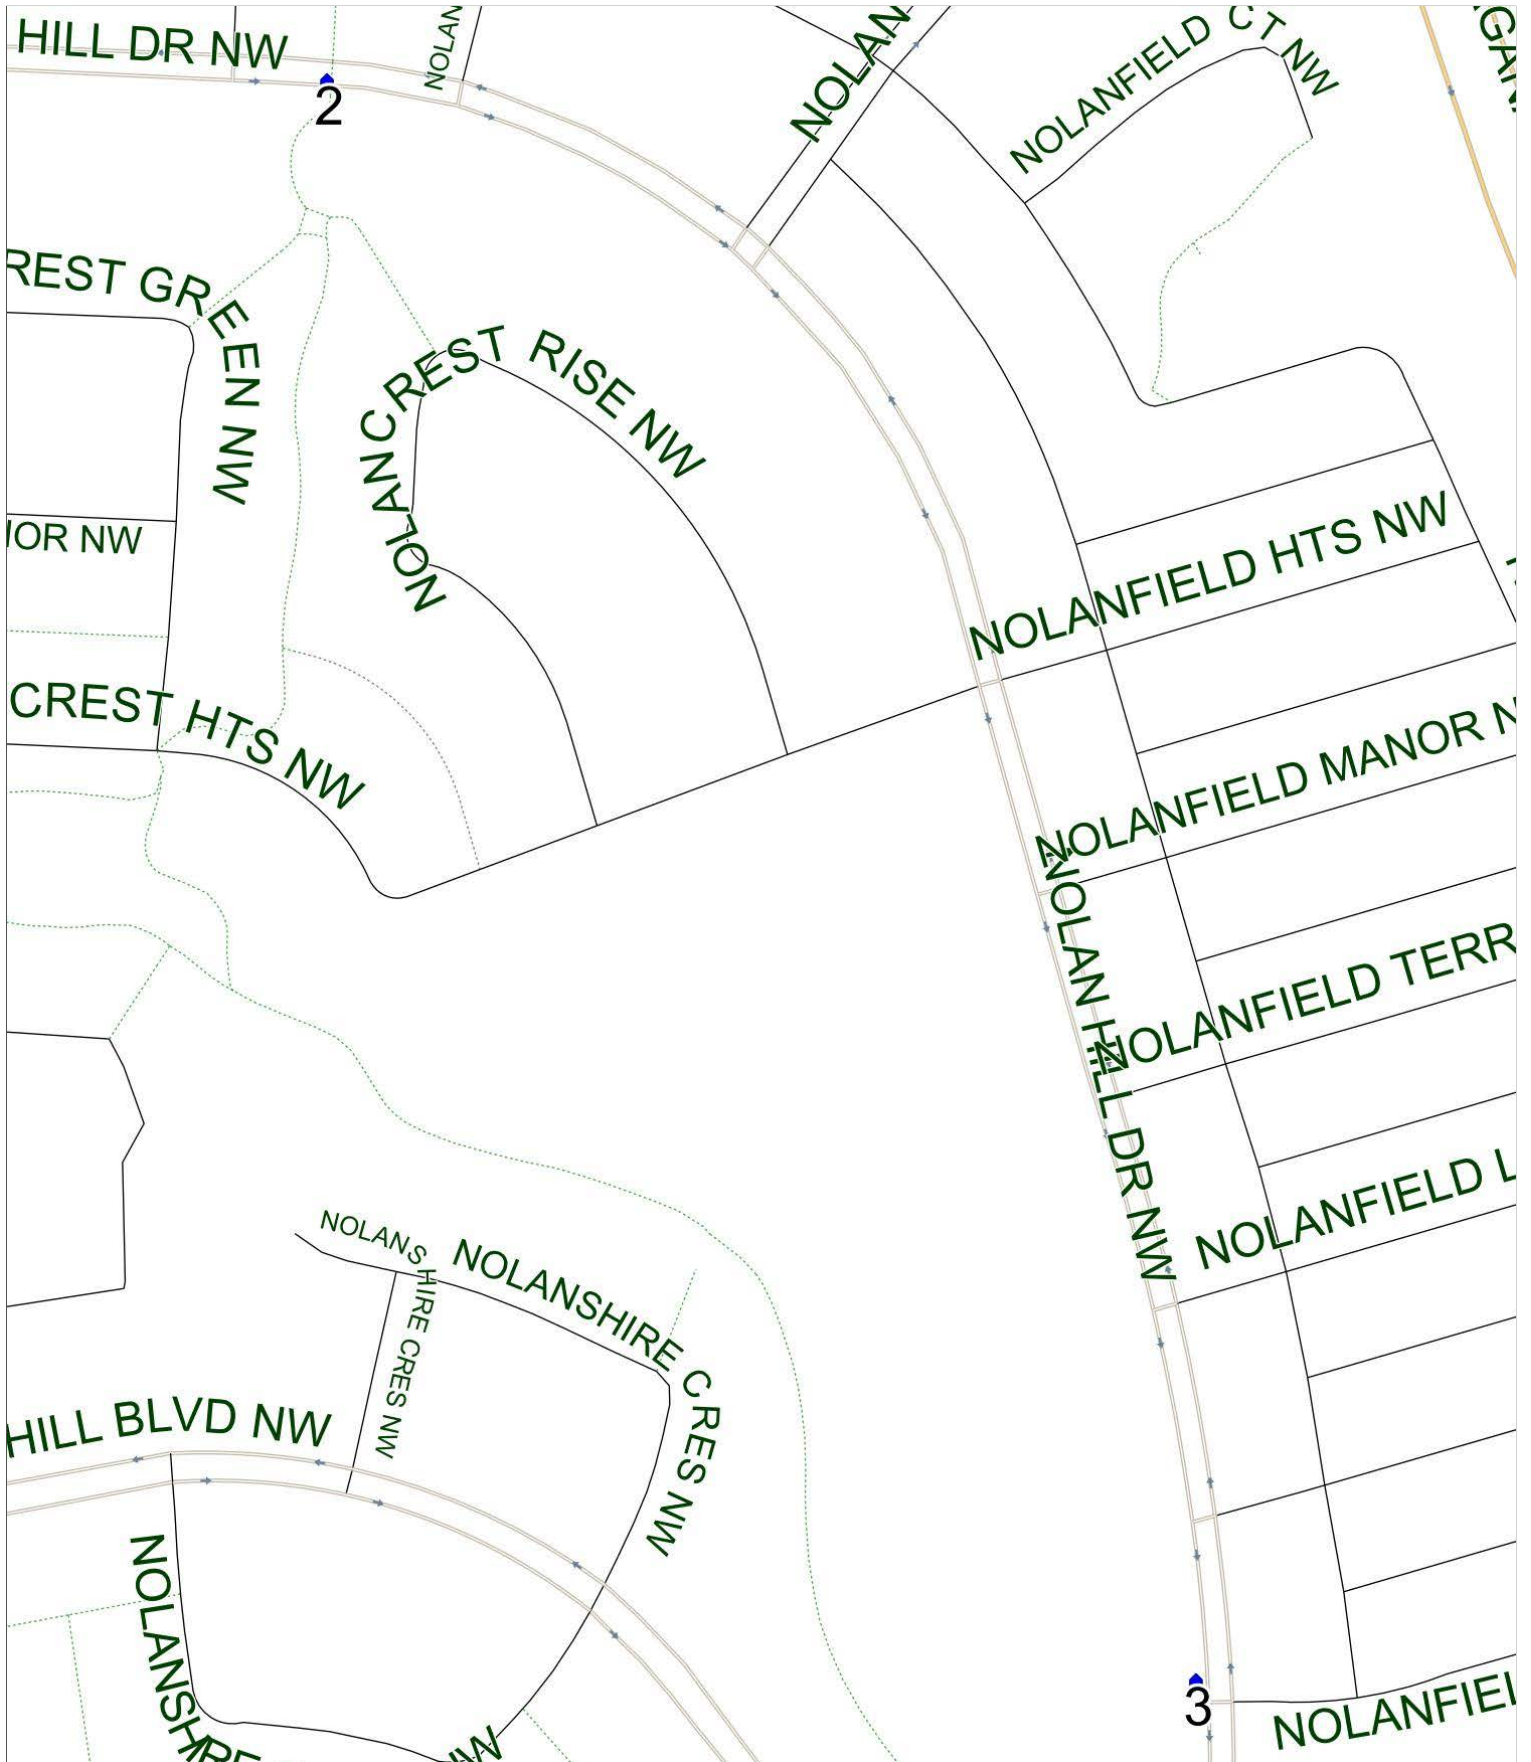 HILL DR NW
NOLAN
NOLAN
NOLANFIELD CT NW
2
REST GREEN NW
NOLANCREST RISE NW
NOLANFIELD HTS NW
IOR NW
CREST HTS NW
NOLANFIELD MANOR N
NOLAN HILL DR NW
NOLANFIELD TERR
NOLANFIELD L
NOLANSHIRE CRES NW
NOLANSHIRE CRES NW
HILL BLVD NW
NOLANSHIRE
3
NOLANFIEL